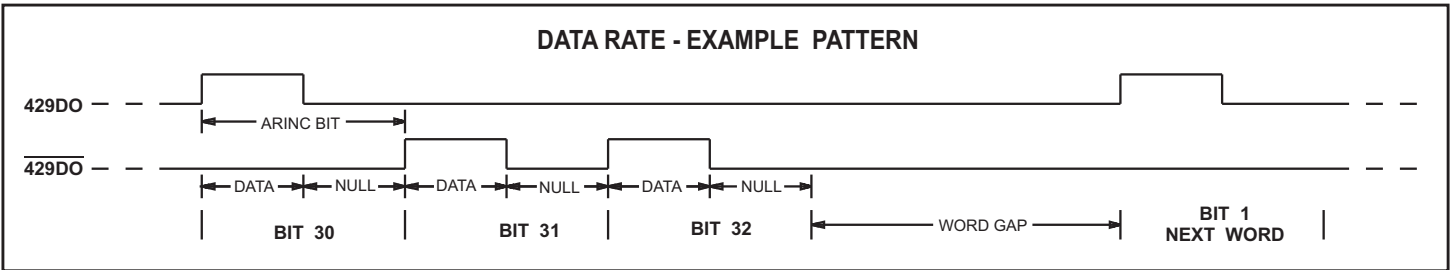 DATA RATE - EXAMPLE PATTERN
429DO
ARINC BIT
429DO
DATA NULL DATA NULL DATA NULL
BIT 30 BIT 31 BIT 32 WORD GAP BIT 1
NEXT WORD